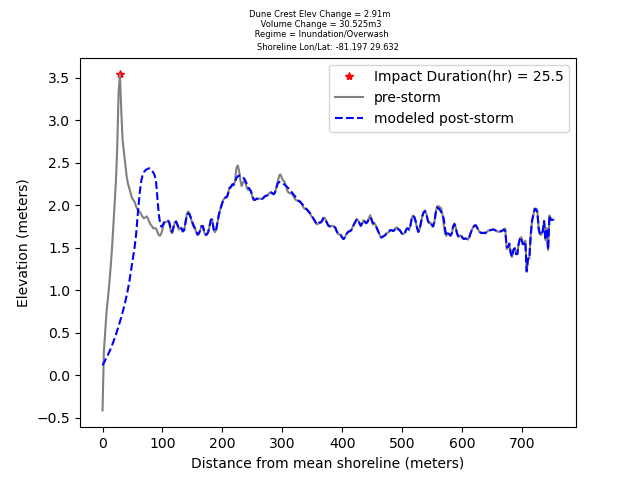 Dune Crest Elev Change = 2.91m
Volume Change = 30.525m3
Regime = Inundation/Overwash
Shoreline Lon/Lat: -81.197 29.632
Impact Duration(hr) = 25.5
pre-storm
modeled post-storm
Elevation (meters)
3.5
3.0
2.5
2.0
1.5
1.0
0.5
0.0
−0.5
0 100 200 300 400 500 600 700
Distance from mean shoreline (meters)